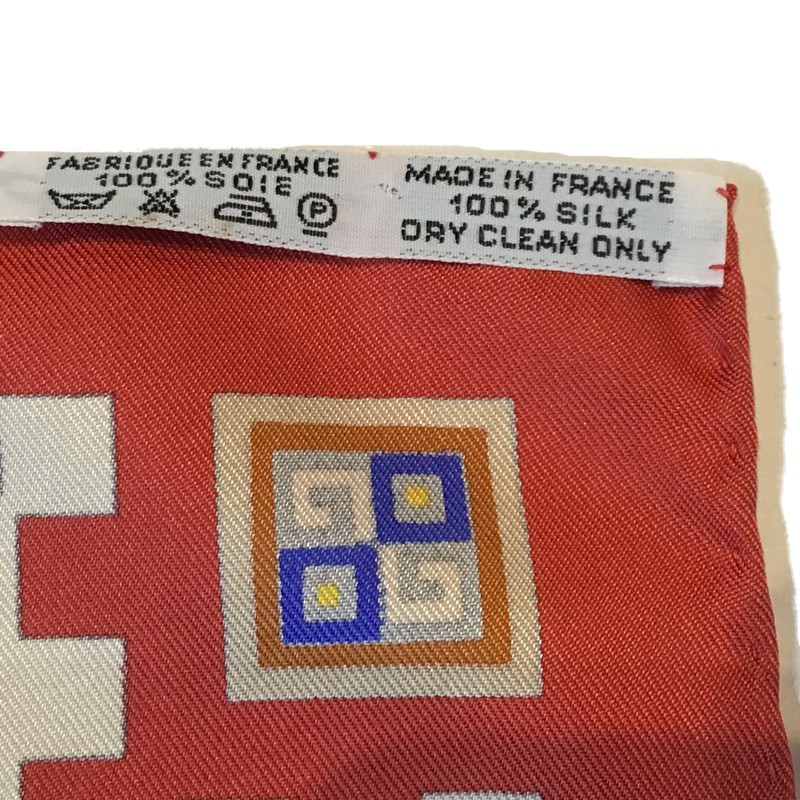 FABRIQUE EN FRANCE
100% SOIE
P
MADE IN FRANCE
100% SILK
DRY CLEAN ONLY